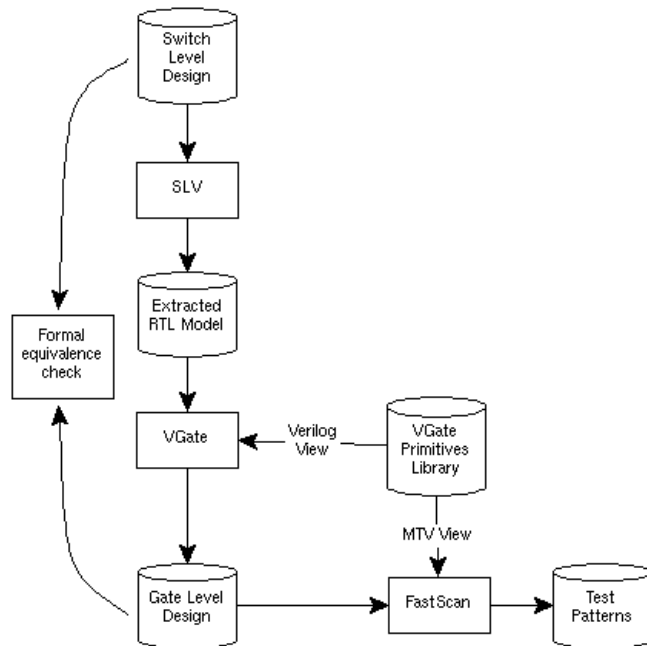 Switch
Level
Design
SLV
Extracted
RTL Model
Formal
equivalence
check
VGate
Verilog
View
VGate
Primitives
Library
MTV View
Gate Level
Design
FastScan
Test
Patterns